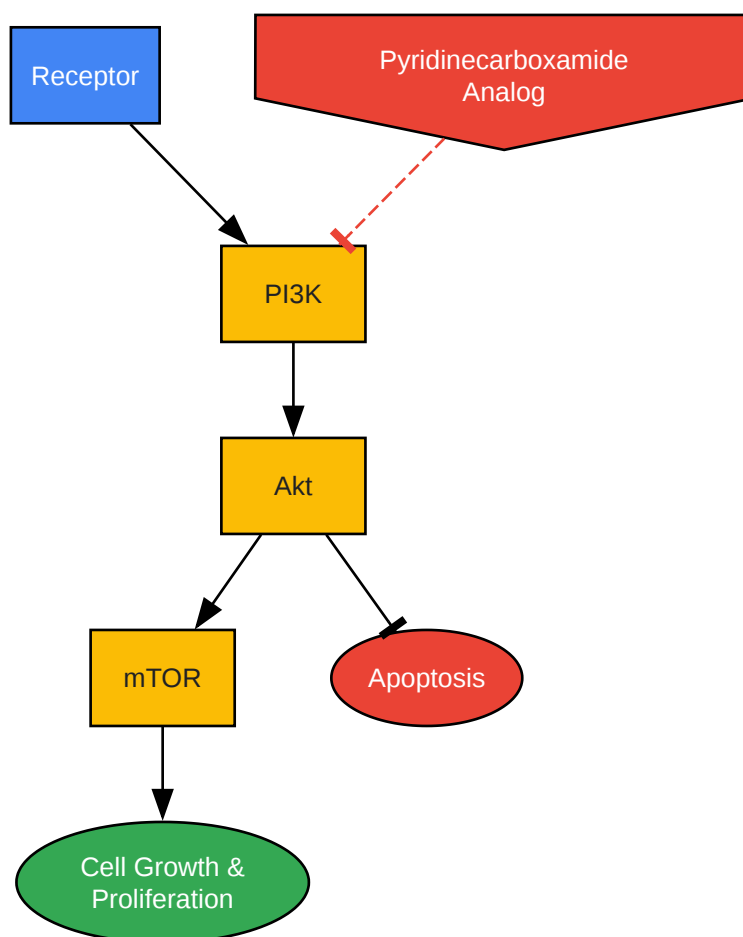 Receptor
Pyridinecarboxamide
Analog
PI3K
Akt
mTOR
Apoptosis
Cell Growth &
Proliferation